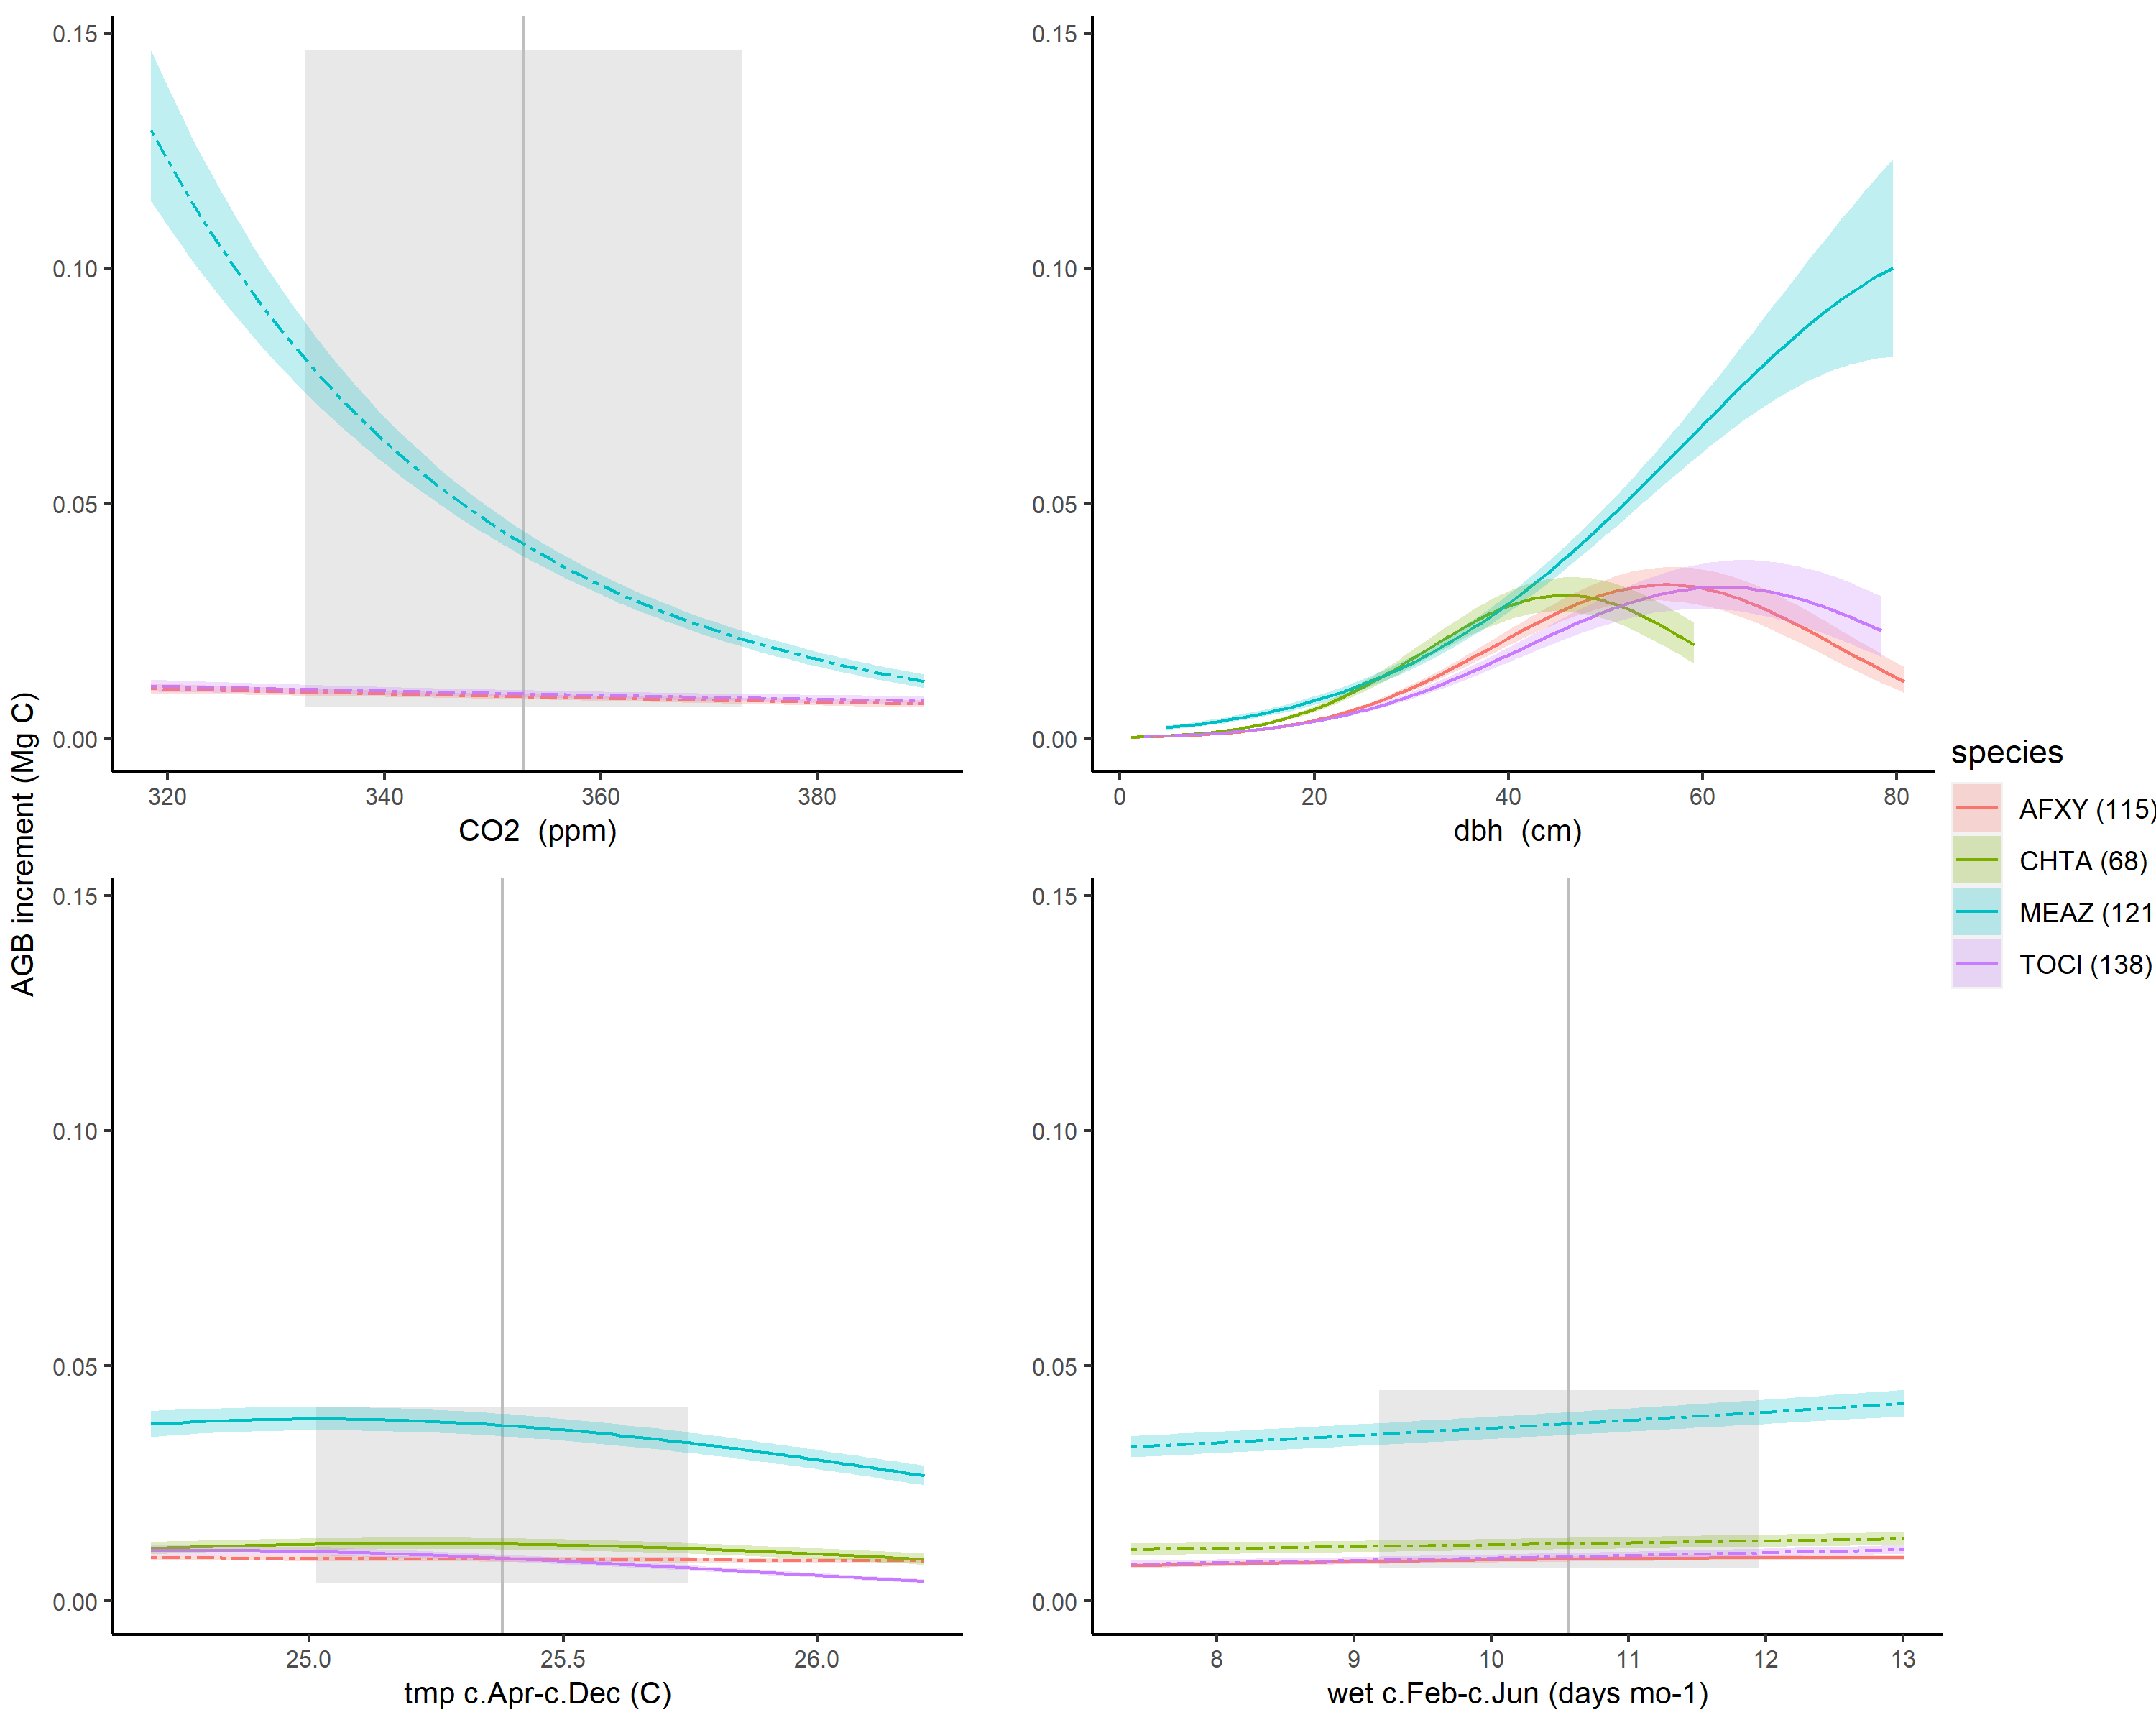 AGB increment (Mg C)
0.15
0.10
0.05
0.00
320 340 360 380
CO2 (ppm)
0.15
0.10
0.05
0.00
0 20 40 60 80
dbh (cm)
0.15
0.10
0.05
0.00
25.0 25.5 26.0
tmp c.Apr-c.Dec (C)
0.15
0.10
0.05
0.00
8 9 10 11 12 13
wet c.Feb-c.Jun (days mo-1)
species
AFXY (115)
CHTA (68)
MEAZ (121
TOCI (138)